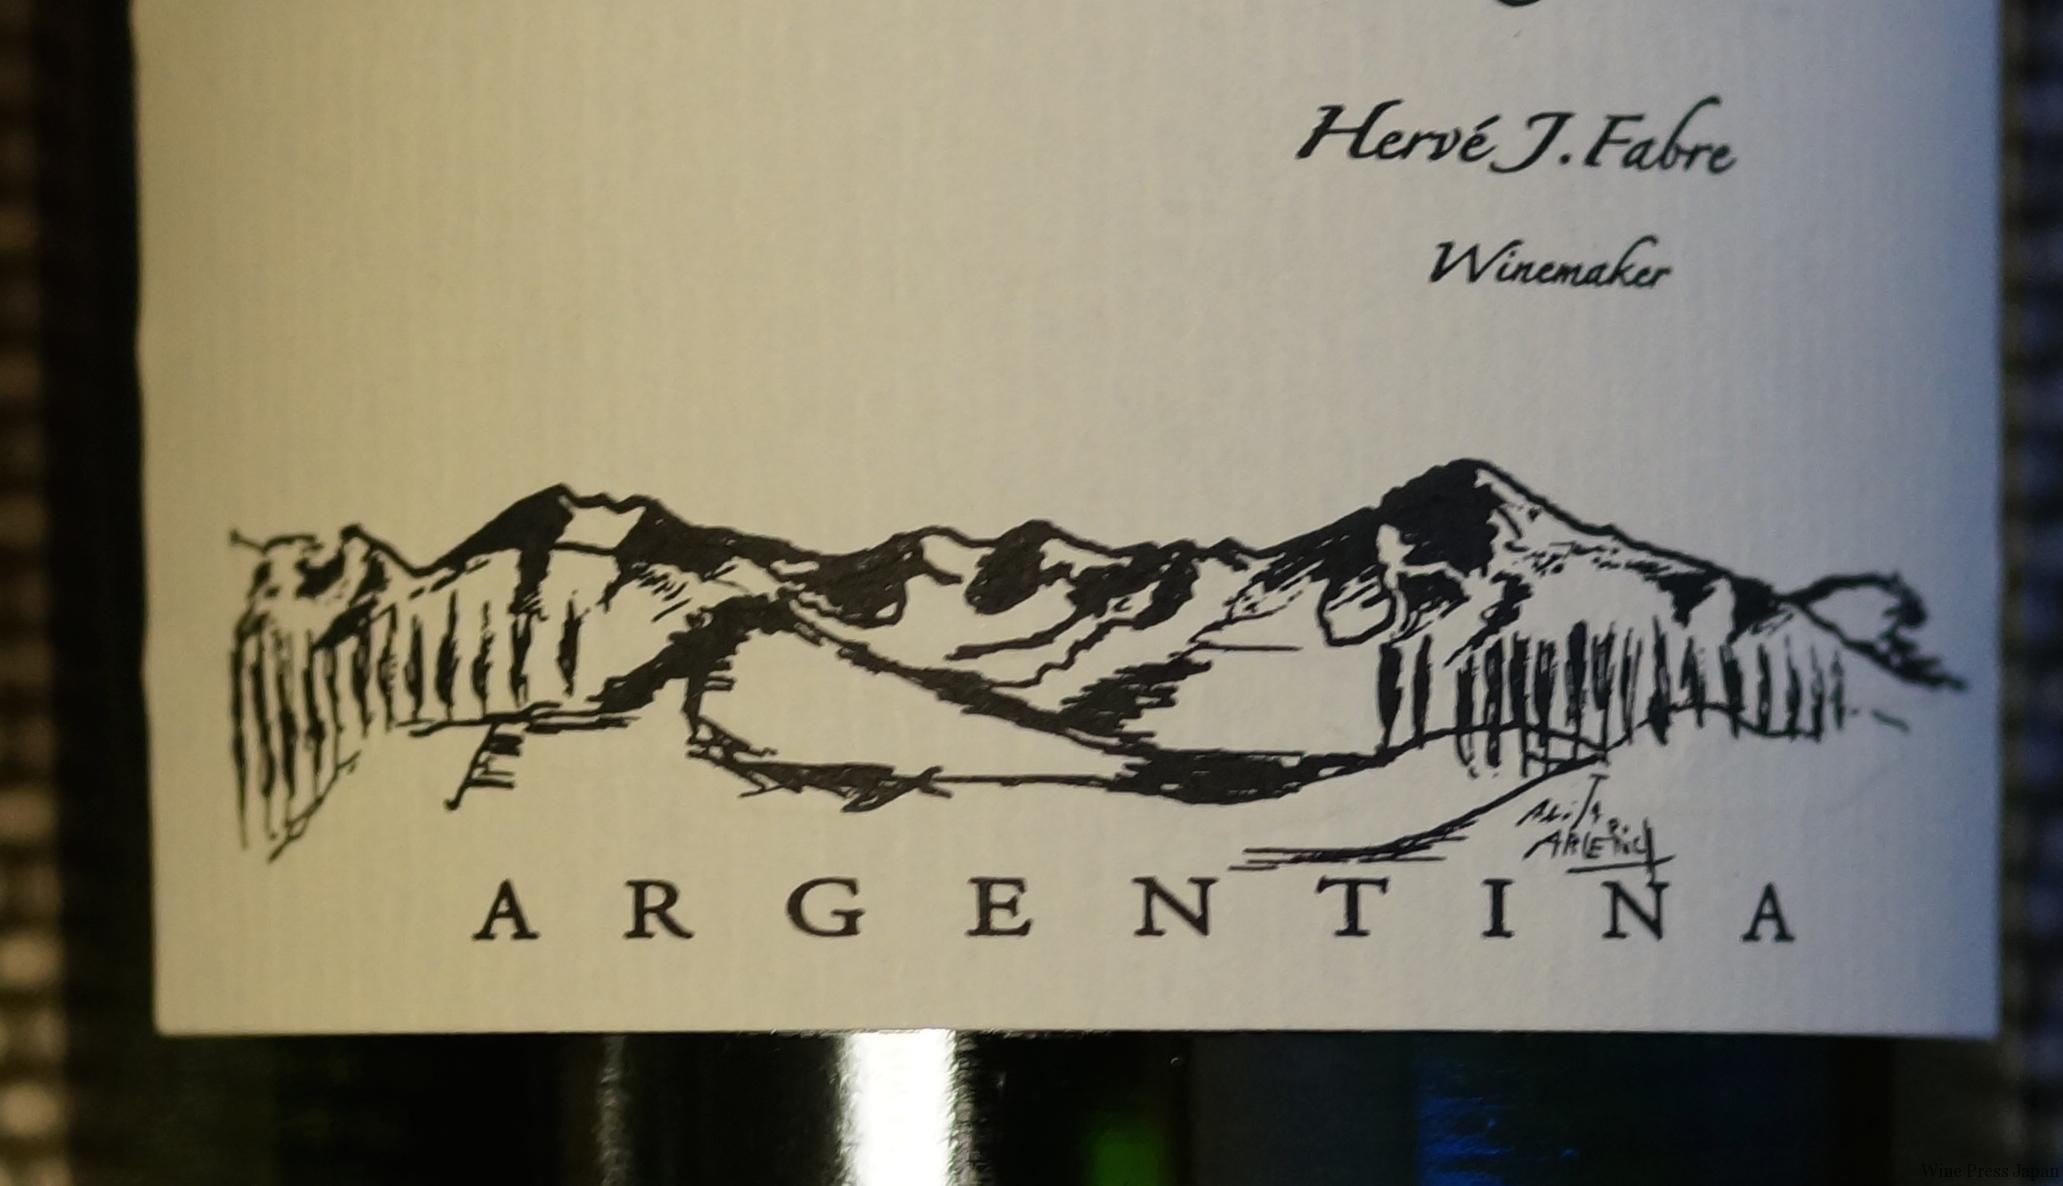 Hervé J. Fabre
Winemaker
ARGENTINA
Wine Press Japan